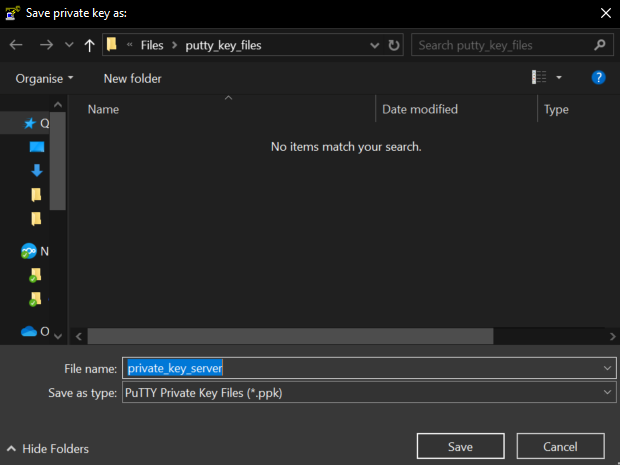 Save private key as:
« Files > putty_key_files
Search putty_key_files
Organise
New folder
?
Name
Date modified
Type
No items match your search.
Q
N
O
File name: private_key_server
Save as type: PuTTY Private Key Files (*.ppk)
Hide Folders
Save
Cancel